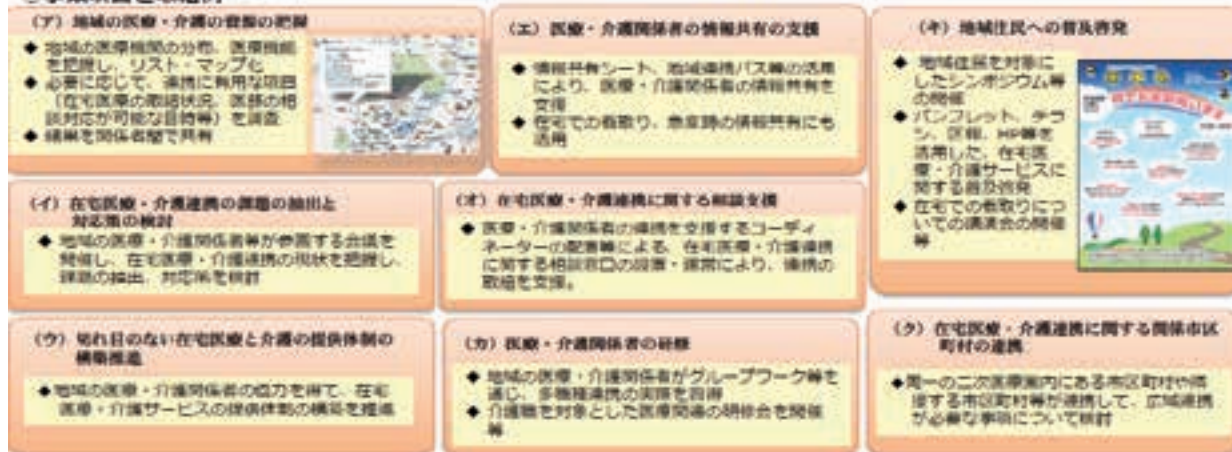 (ア) 地域の医療・介護の資源の把握
◆ 地域の医療機関の分布、医療機能
を把握し、リスト・マップ化
◆ 必要に応じて、連携に有用な項目
(在宅医療の取組状況、医師の相
談対応が可能な日時等) を調査
◆ 結果を関係者間で共有
(イ) 在宅医療・介護連携の課題の抽出と
対応策の検討
◆ 地域の医療・介護関係者等が参画する会議を
開催し、在宅医療・介護連携の現状を把握し、
課題の抽出、対応策を検討
(ウ) 切れ目のない在宅医療と介護の提供体制の
構築推進
◆地域の医療・介護関係者の協力を得て、在宅
医療・介護サービスの提供体制の構築を推進
(エ) 医療・介護関係者の情報共有の支援
◆ 情報共有シート、地域連携パス等の活用
により、医療・介護関係者の情報共有を
支援
◆ 在宅での看取り、急変時の情報共有にも
活用
(オ) 在宅医療・介護連携に関する相談支援
◆ 医療・介護関係者の連携を支援するコーディ
ネーターの配置等による、在宅医療・介護連携
に関する相談窓口の設置・運営により、連携の
取組を支援。
(カ) 医療・介護関係者の研修
◆ 地域の医療・介護関係者がグループワーク等を
通じ、多職種連携の実際を習得
◆ 介護職を対象とした医療関連の研修会を開催
等
(キ) 地域住民への普及啓発
◆ 地域住民を対象に
したシンポジウム等
の開催
◆ パンフレット、チラ
シ、区報、HP等を
活用した、在宅医
療・介護サービスに
関する普及啓発
◆ 在宅での看取りにつ
いての講演会の開催
等
(ク) 在宅医療・介護連携に関する関係市区
町村の連携
◆同一の二次医療圏内にある市区町村や隣
接する市区町村等が連携して、広域連携
が必要な事項について検討